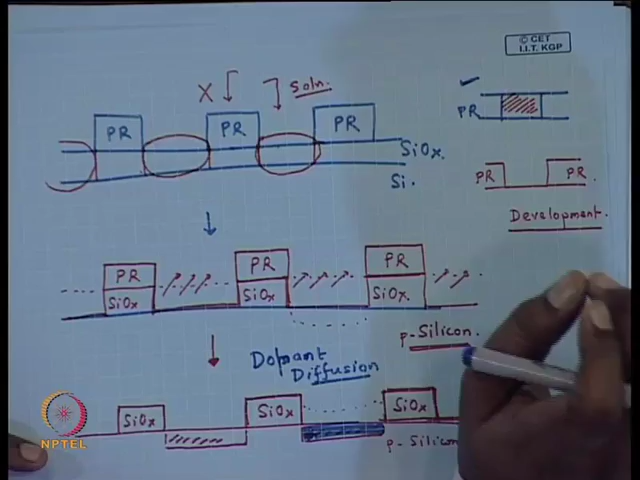 © CET
I.I.T. KGP
X
Soln.
PR
PR
PR
PR
SiOx.
Si.
PR
PR
Development.
PR
PR
PR
SiOx
SiOx
SiOx.
p-Silicon.
Dopant
Diffusion
SiOx
SiOx
SiOx
p-Silicon
NPTEL